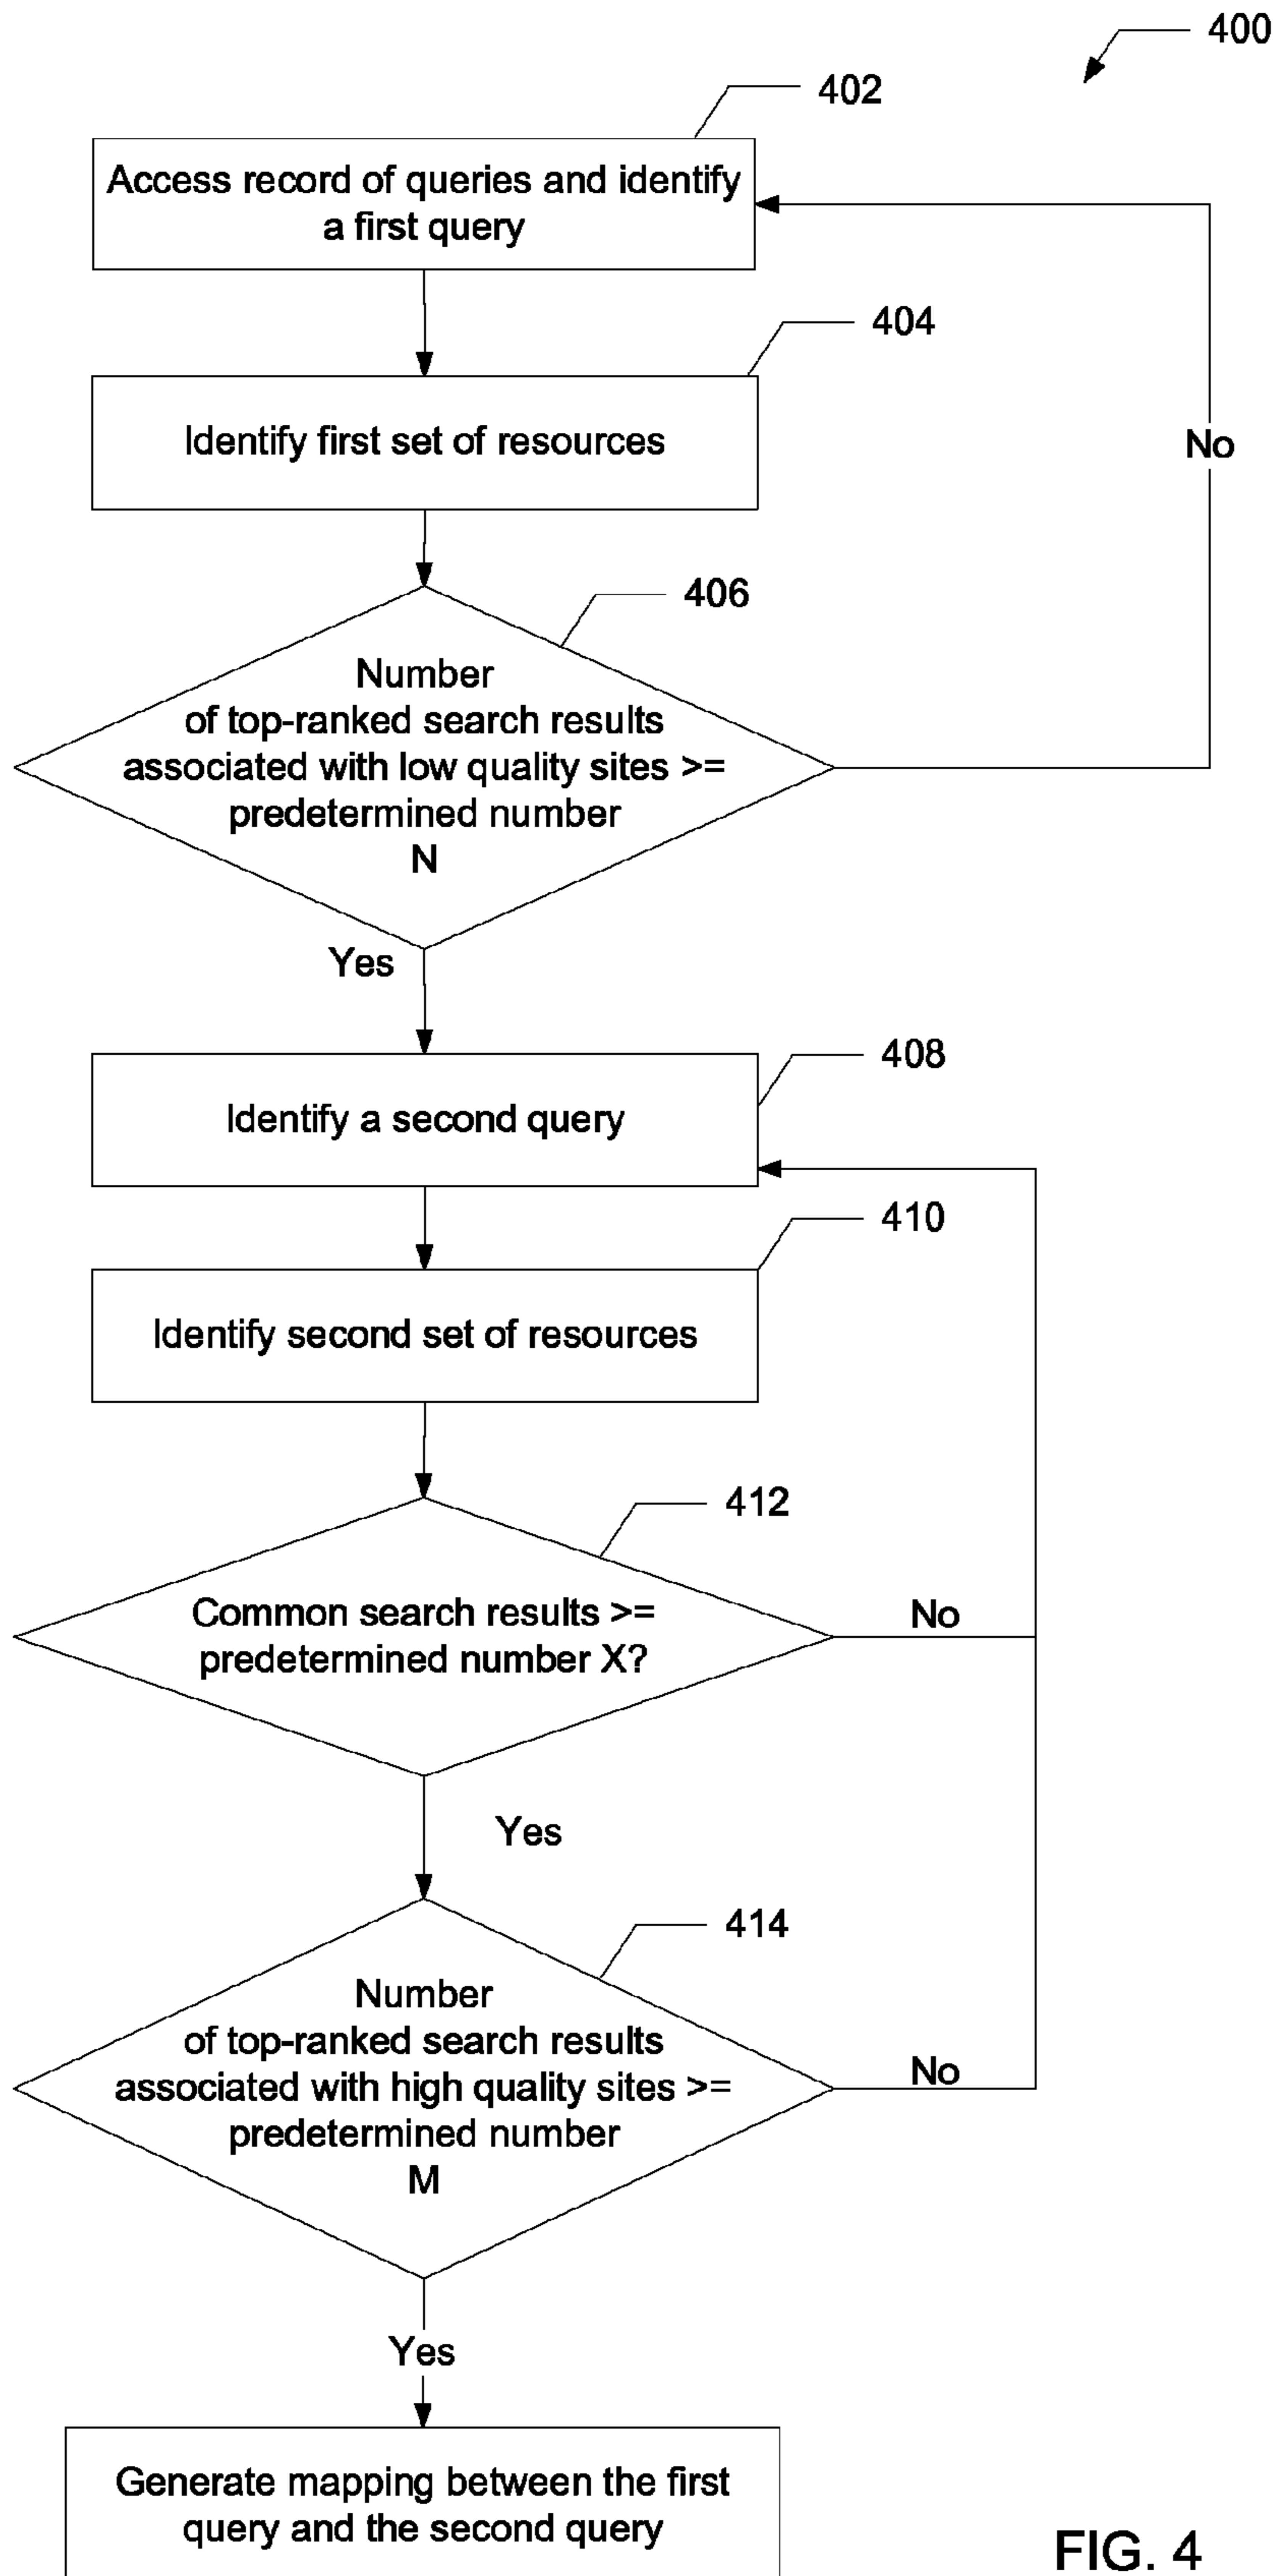 400
402
Access record of queries and identify
a first query
404
Identify first set of resources
No
406
Number
of top-ranked search results
associated with low quality sites >=
predetermined number
N
Yes
408
Identify a second query
410
Identify second set of resources
412
Common search results >=
predetermined number X?
No
Yes
414
Number
of top-ranked search results
associated with high quality sites >=
predetermined number
M
No
Yes
Generate mapping between the first
query and the second query
FIG. 4